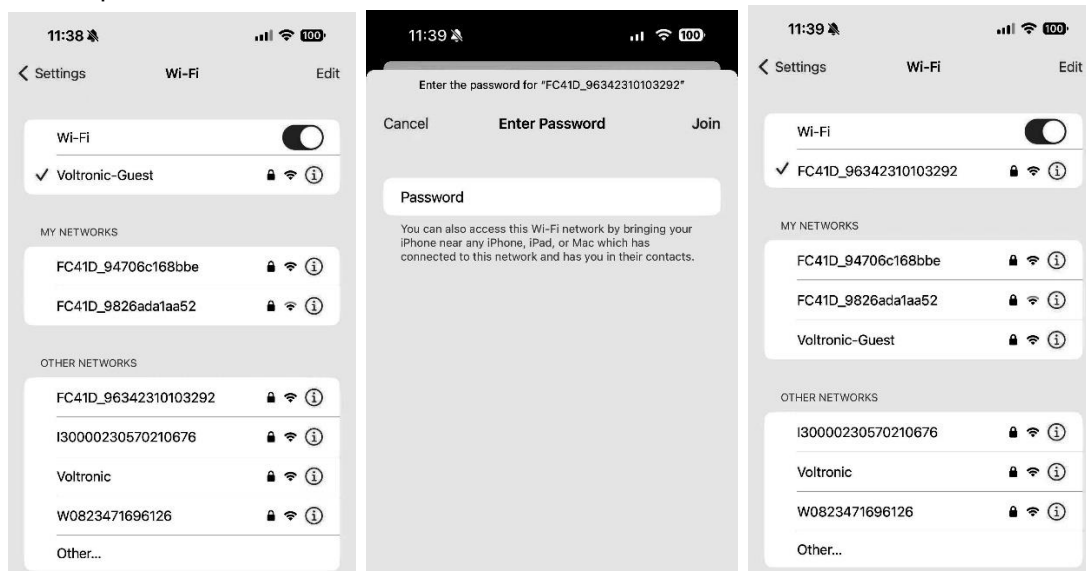 11:38
100
Settings
Wi-Fi
Edit
Wi-Fi
Voltronic-Guest
MY NETWORKS
FC41D_94706c168bbe
FC41D_9826ada1aa52
OTHER NETWORKS
FC41D_96342310103292
I30000230570210676
Voltronic
W0823471696126
Other...
11:39
100
Enter the password for "FC41D_96342310103292"
Cancel
Enter Password
Join
Password
You can also access this Wi-Fi network by bringing your
iPhone near any iPhone, iPad, or Mac which has
connected to this network and has you in their contacts.
11:39
100
Settings
Wi-Fi
Edit
Wi-Fi
FC41D_96342310103292
MY NETWORKS
FC41D_94706c168bbe
FC41D_9826ada1aa52
Voltronic-Guest
OTHER NETWORKS
I30000230570210676
Voltronic
W0823471696126
Other...